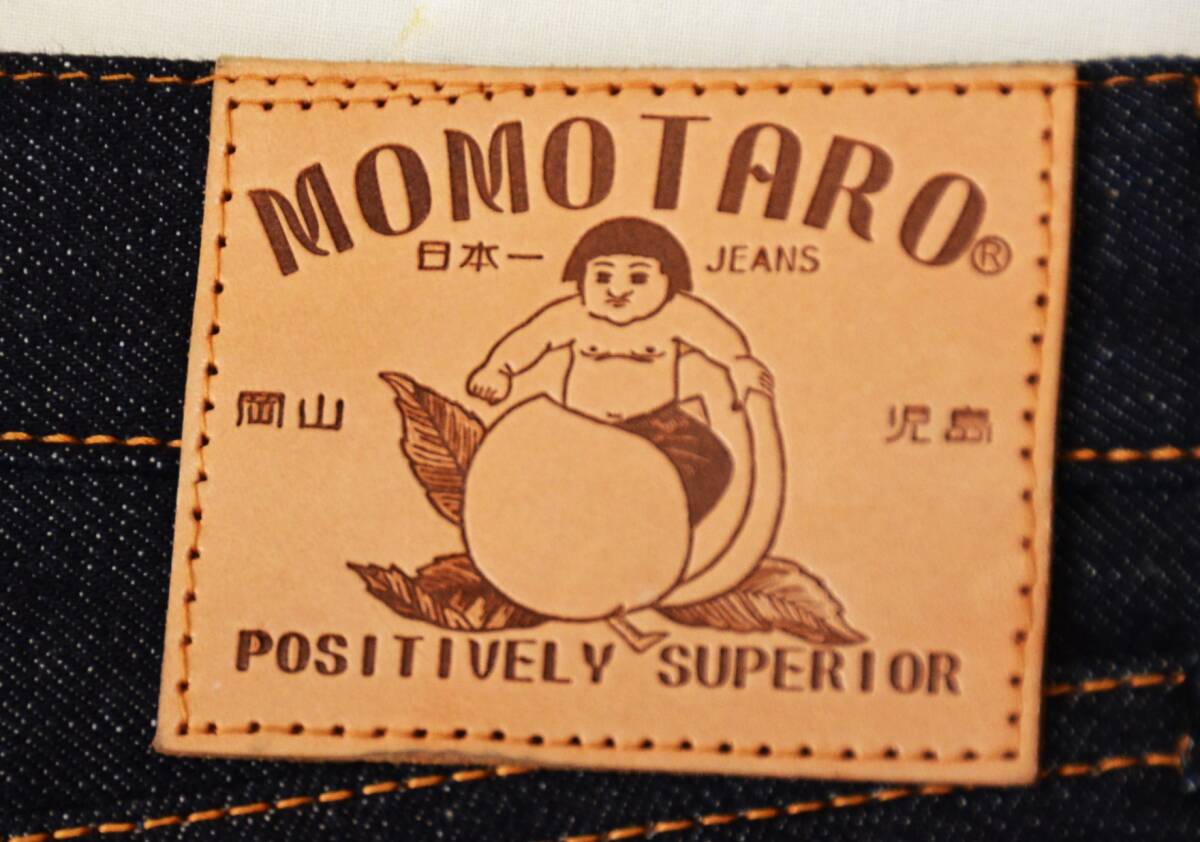 MOMOTARO®
日本一 JEANS
岡山 児島
POSITIVELY SUPERIOR